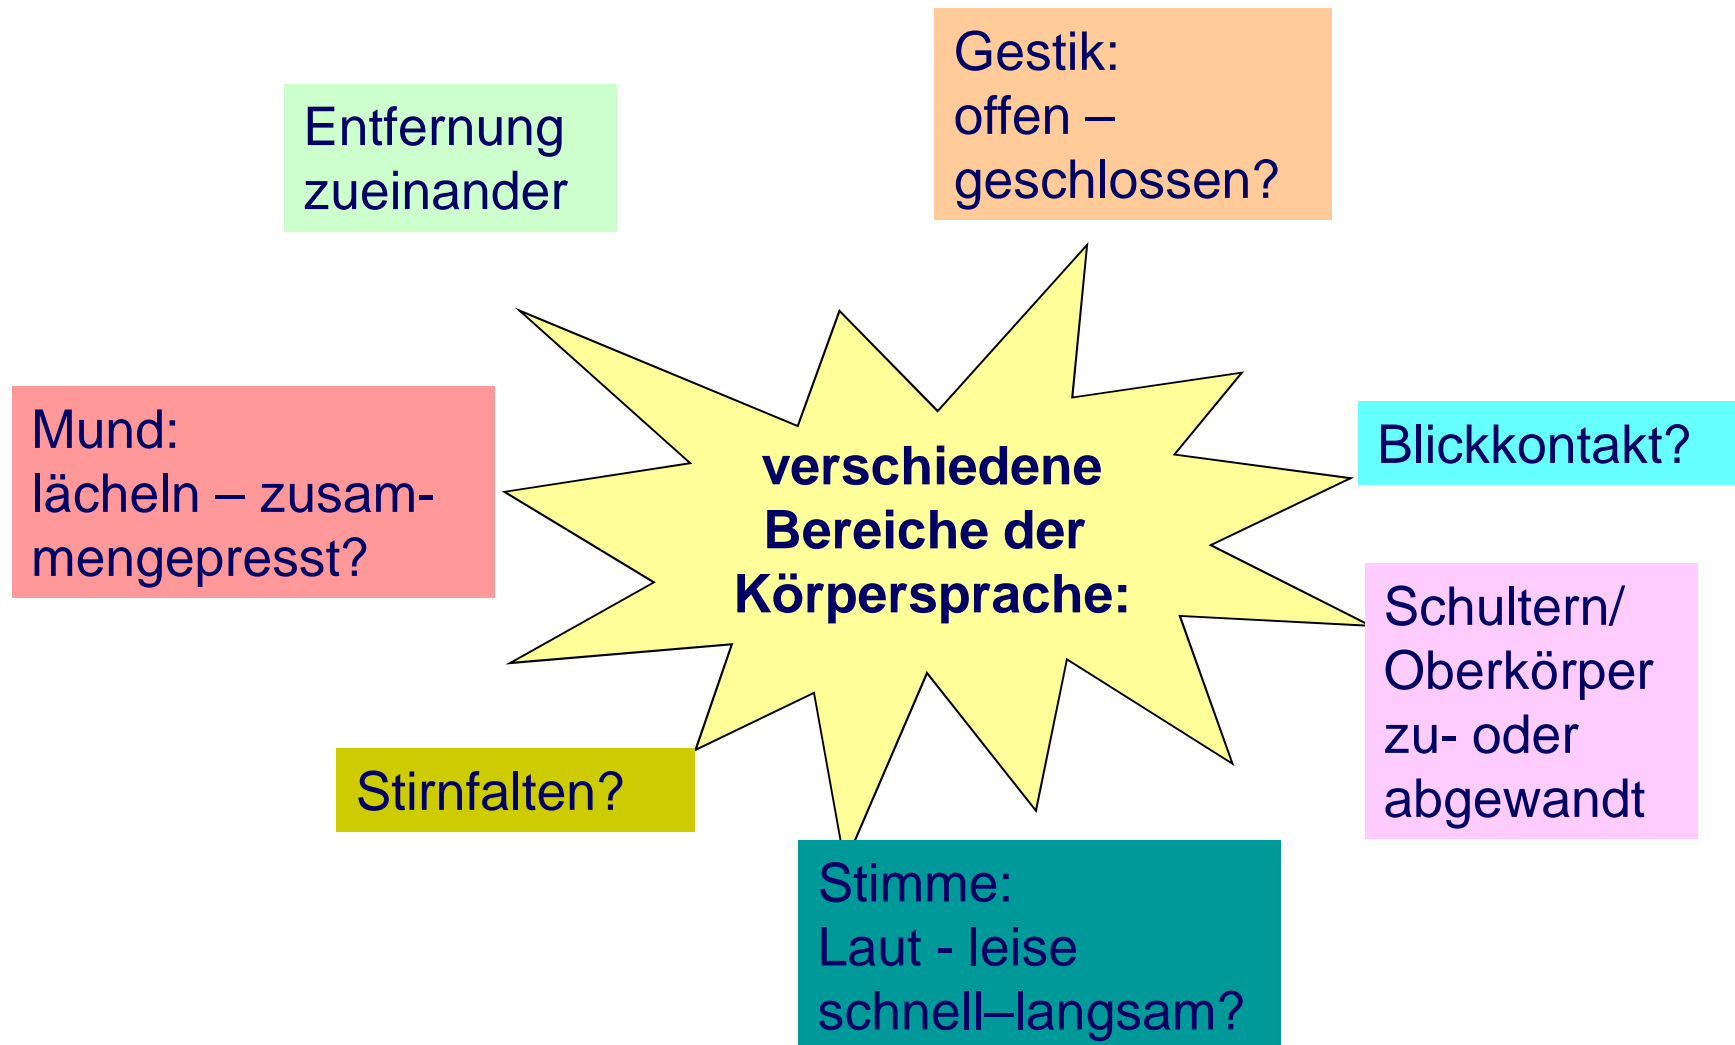 Gestik:
offen –
geschlossen?
Entfernung
zueinander
Mund:
lächeln – zusam-
mengepresst?
verschiedene
Bereiche der
Körpersprache:
Blickkontakt?
Schultern/
Oberkörper
zu- oder
abgewandt
Stirnfalten?
Stimme:
Laut - leise
schnell–langsam?